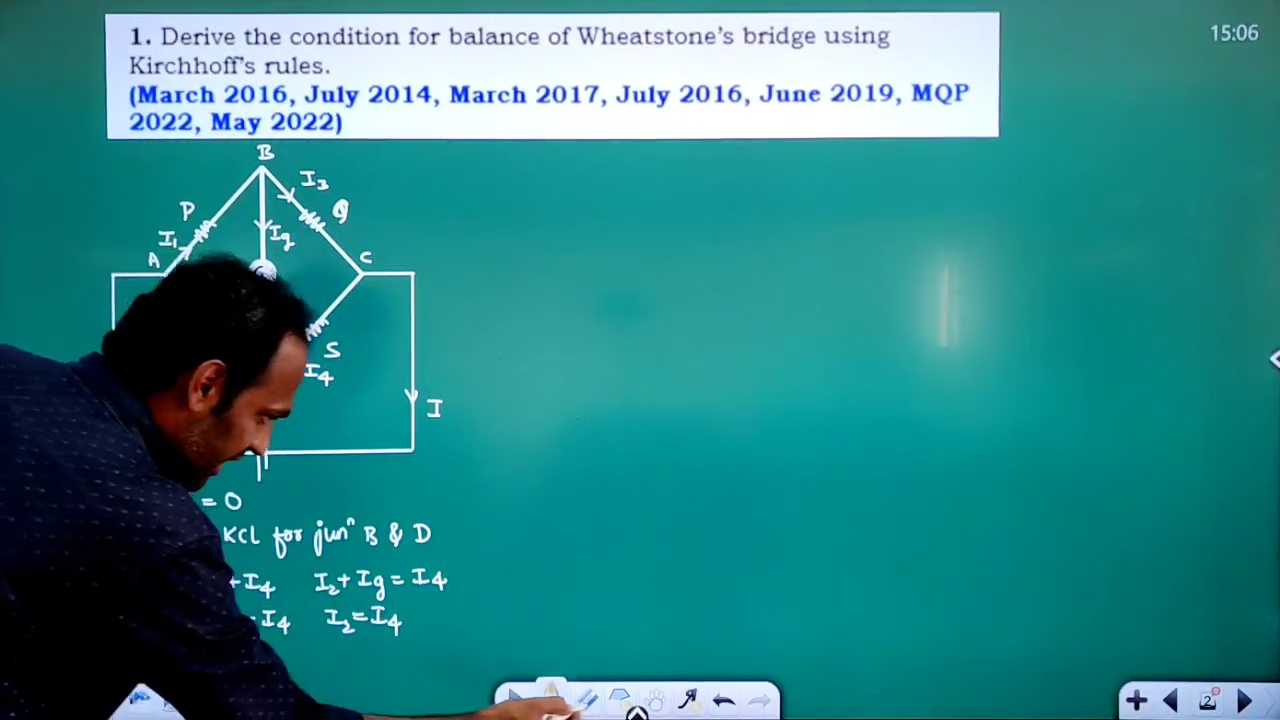 1. Derive the condition for balance of Wheatstone's bridge using
Kirchhoff's rules.
(March 2016, July 2014, March 2017, July 2016, June 2019, MQP
2022, May 2022)
15:06
B
I₃
P
Q
I₁
Ig
A
C
S
I₄
I
= 0
KCL for junⁿ B & D
+I₄ I₂+Ig = I₄
I₄ I₂=I₄
2